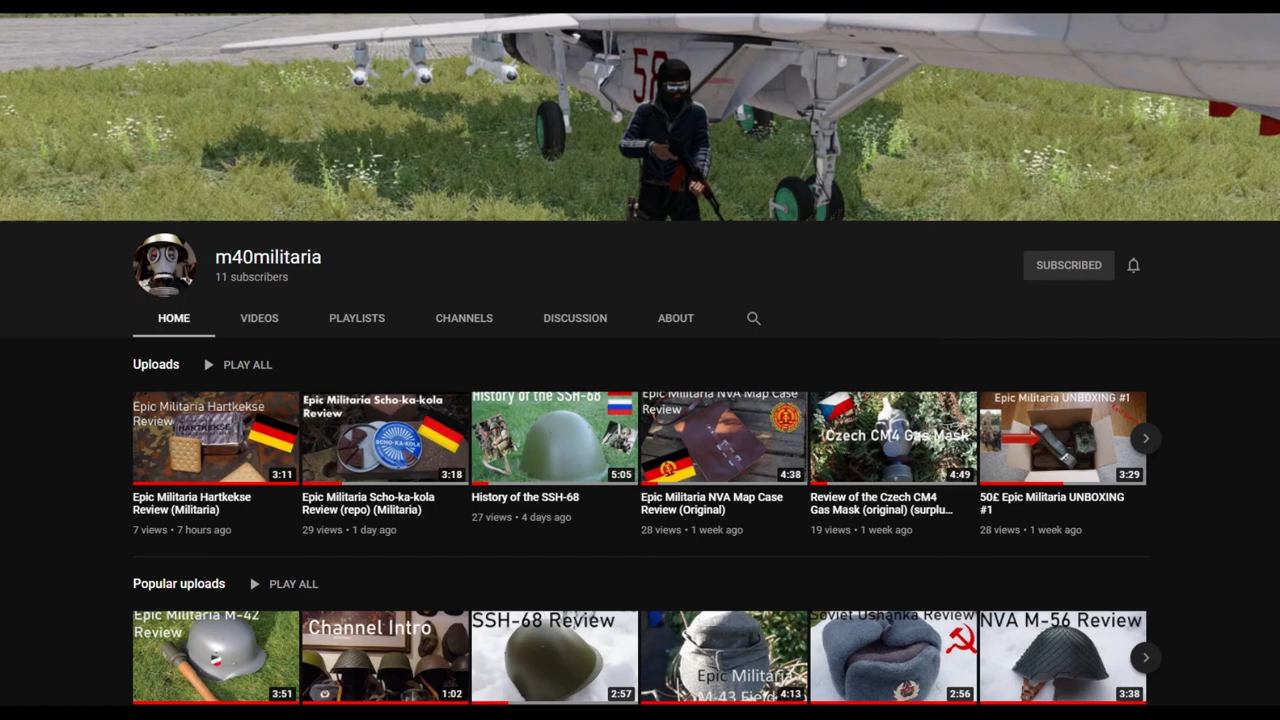 58
m40militaria
11 subscribers
SUBSCRIBED
HOME
VIDEOS
PLAYLISTS
CHANNELS
DISCUSSION
ABOUT
Uploads
PLAY ALL
Epic Militaria Hartkekse
Review
HARTKEKSE
3:11
Epic Militaria Scho-ka-kola
Review
SCHO-KA-KOLA
3:18
History of the SSH-68
5:05
Epic Militaria NVA Map Case
Review
4:38
Czech CM4 Gas Mask
4:49
Epic Militaria UNBOXING #1
3:29
Epic Militaria Hartkekse
Review (Militaria)
7 views • 7 hours ago
Epic Militaria Scho-ka-kola
Review (repo) (Militaria)
29 views • 1 day ago
History of the SSH-68
27 views • 4 days ago
Epic Militaria NVA Map Case
Review (Original)
28 views • 1 week ago
Review of the Czech CM4
Gas Mask (original) (surplu...
19 views • 1 week ago
50£ Epic Militaria UNBOXING
#1
28 views • 1 week ago
Popular uploads
PLAY ALL
Epic Militaria M-42
Review
3:51
Channel Intro
1:02
SSH-68 Review
2:57
Epic Militaria
M-43 Field
4:13
Soviet Ushanka Review
2:56
NVA M-56 Review
3:38